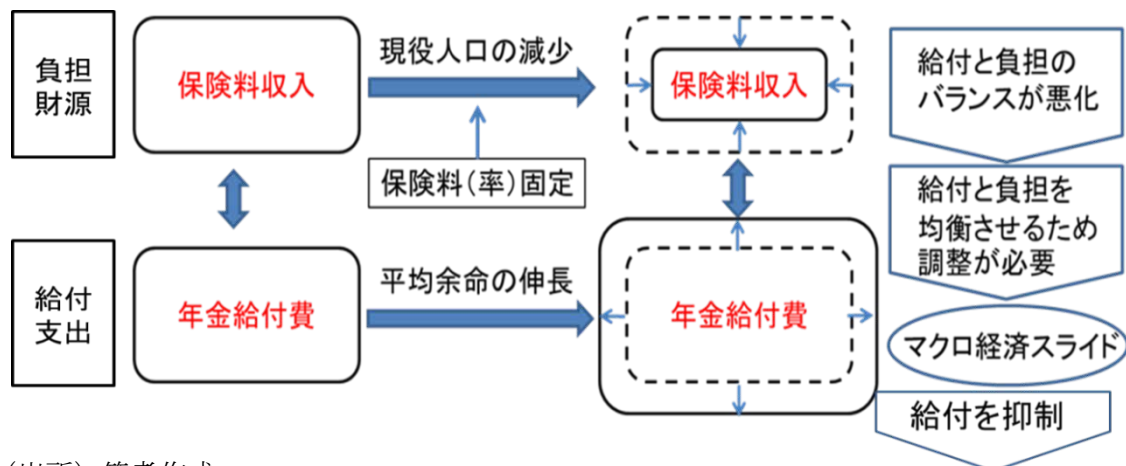 負担
財源
保険料収入
現役人口の減少
保険料収入
給付と負担の
バランスが悪化
保険料(率)固定
給付と負担を
均衡させるため
調整が必要
給付
支出
年金給付費
平均余命の伸長
年金給付費
マクロ経済スライド
給付を抑制